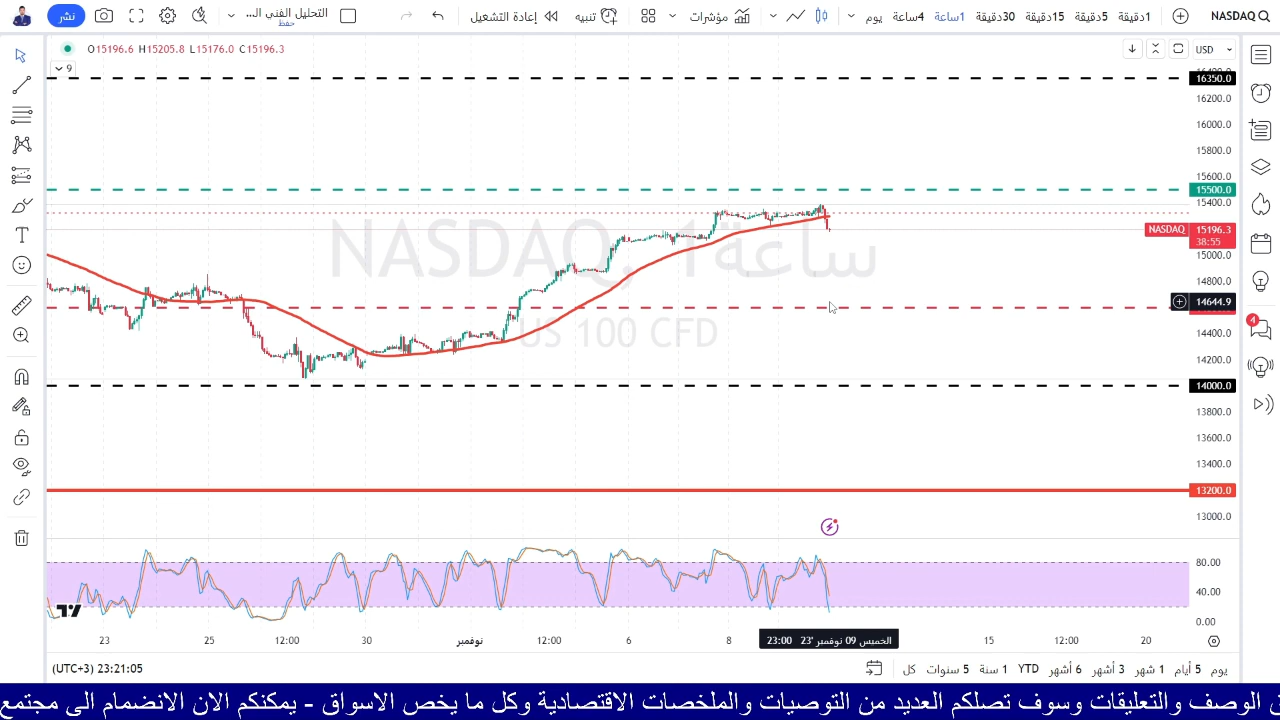 نشر
التحليل الفني الـ...
حفظ
إعادة التشغيل
تنبيه
مؤشرات
يوم
4ساعة
1ساعة
30دقيقة
15دقيقة
5دقيقة
1دقيقة
NASDAQ
O15196.6 H15205.8 L15176.0 C15196.3
9
USD
16350.0
16200.0
16000.0
15800.0
15600.0
15500.0
15400.0
NASDAQ 15196.3
38:55
15000.0
14800.0
14644.9
14400.0
14200.0
14000.0
13800.0
13600.0
13400.0
13200.0
13000.0
NASDAQ, 1ساعة
US 100 CFD
80.00
40.00
0.00
4
23
25
12:00
30
نوفمبر
12:00
6
8
الخميس 09 نوفمبر '23 23:00
15
12:00
20
23:21:05 (UTC+3)
يوم
5 أيام
1 شهر
3 أشهر
6 أشهر
YTD
1 سنة
5 سنوات
كل
الوصف والتعليقات وسوف تصلكم العديد من التوصيات والملخصات الاقتصادية وكل ما يخص الاسواق - يمكنكم الان الانضمام الى مجتمع